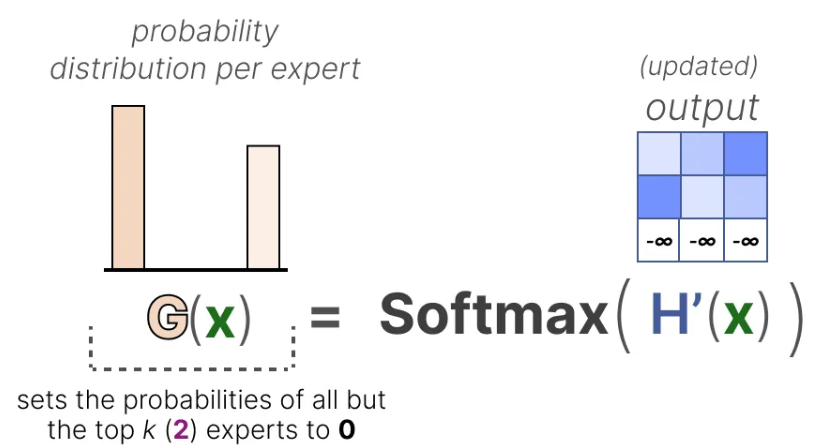 probability
distribution per expert
(updated)
output
-∞ -∞ -∞
G(x) = Softmax( H’(x) )
sets the probabilities of all but
the top k (2) experts to 0